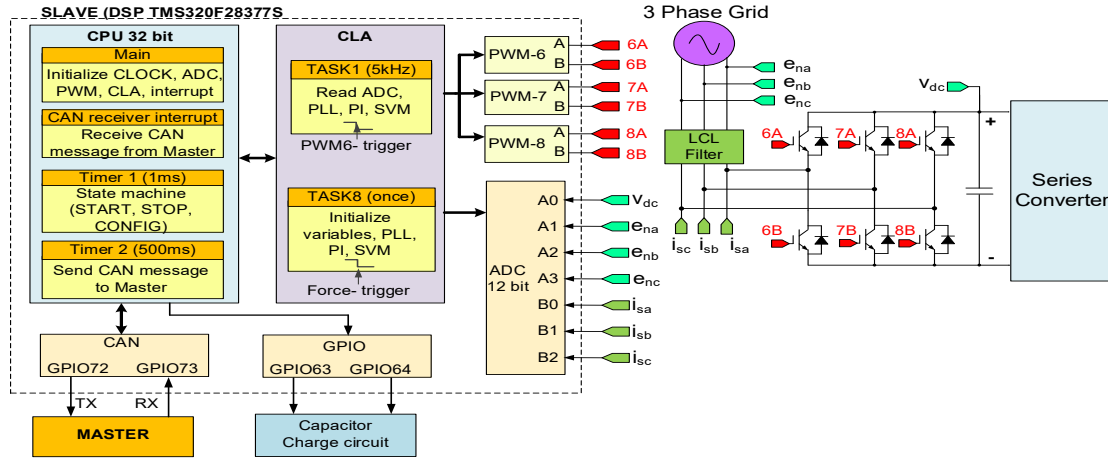 SLAVE (DSP TMS320F28377S
CPU 32 bit
Main
Initialize CLOCK, ADC,
PWM, CLA, interrupt
CAN receiver interrupt
Receive CAN
message from Master
Timer 1 (1ms)
State machine
(START, STOP,
CONFIG)
Timer 2 (500ms)
Send CAN message
to Master
CLA
TASK1 (5kHz)
Read ADC,
PLL, PI, SVM
PWM6- trigger
TASK8 (once)
Initialize
variables, PLL,
PI, SVM
Force- trigger
PWM-6
A
B
6A
6B
PWM-7
A
B
7A
7B
PWM-8
A
B
8A
8B
ADC
12 bit
A0
A1
A2
A3
B0
B1
B2
vdc
ena
enb
enc
isa
isb
isc
CAN
GPIO72
GPIO73
GPIO
GPIO63
GPIO64
TX
RX
MASTER
Capacitor
Charge circuit
3 Phase Grid
ena
enb
enc
LCL
Filter
isc
isb
isa
vdc
6A
7A
8A
6B
7B
8B
+
-
Series
Converter